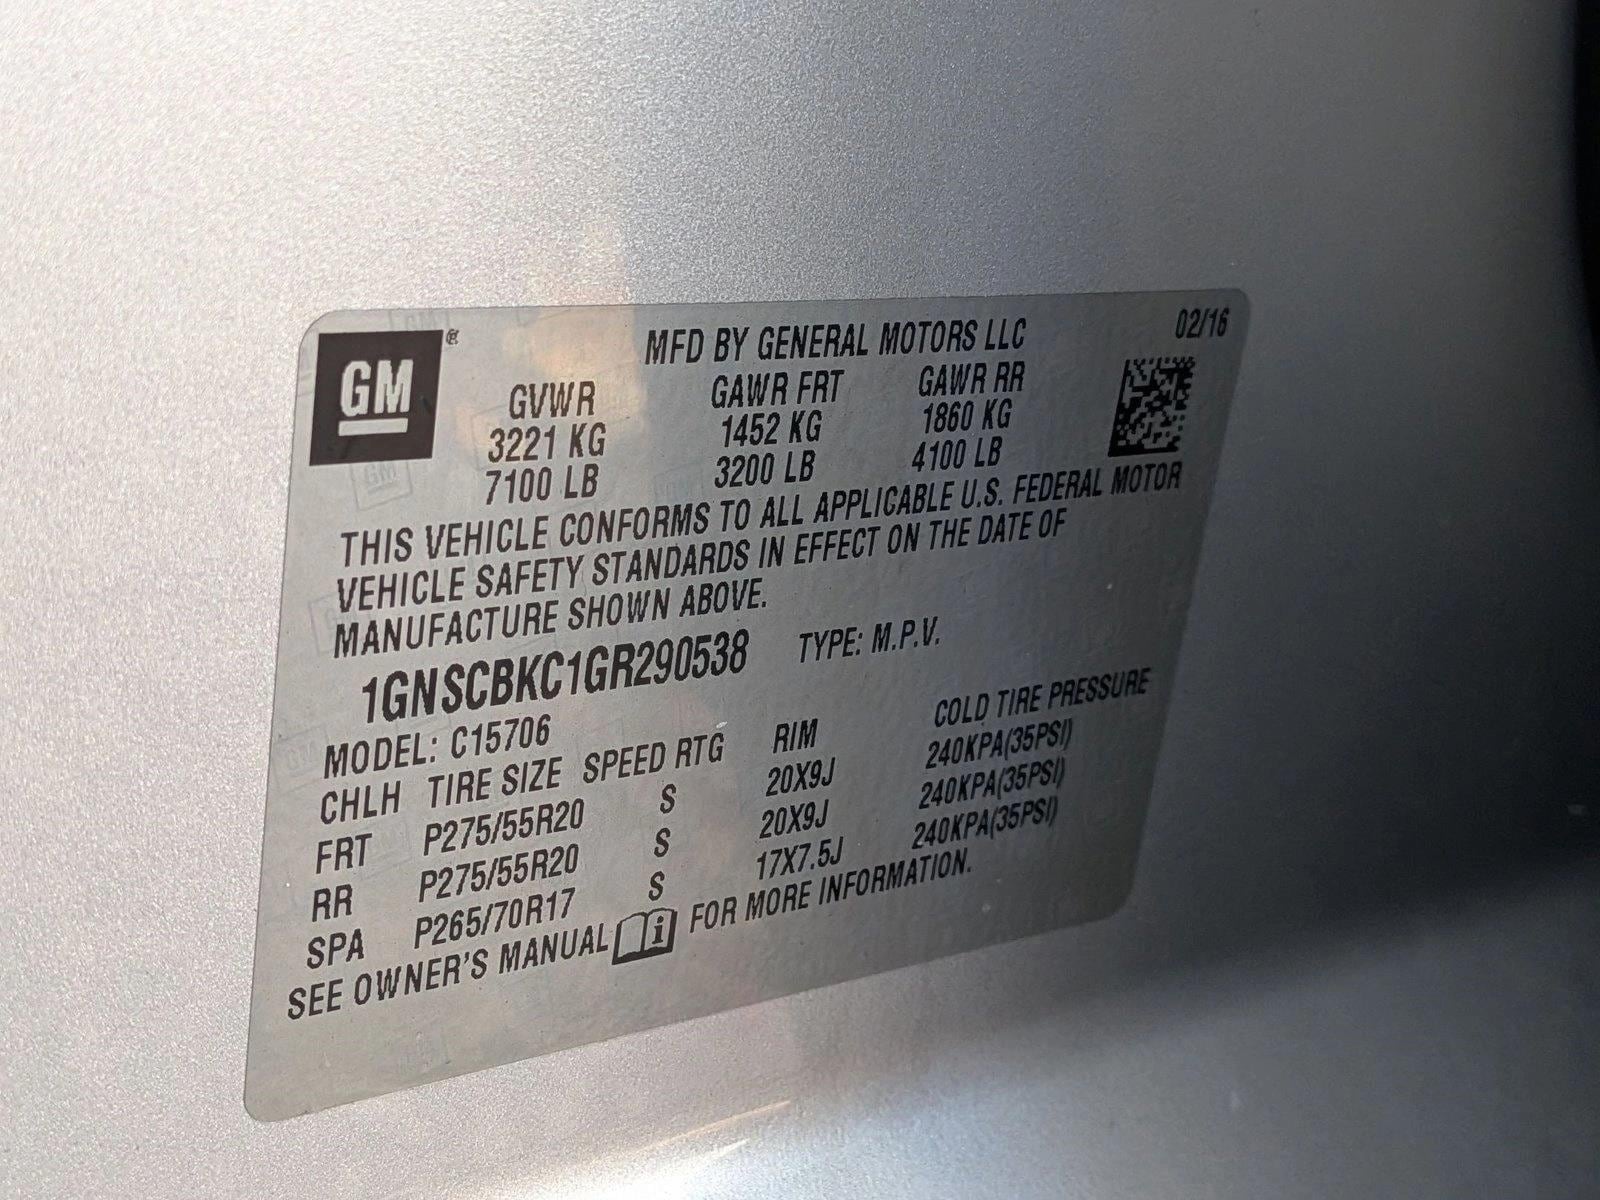 GM
MFD BY GENERAL MOTORS LLC 02/16
GVWR GAWR FRT GAWR RR
3221 KG 1452 KG 1860 KG
7100 LB 3200 LB 4100 LB
THIS VEHICLE CONFORMS TO ALL APPLICABLE U.S. FEDERAL MOTOR
VEHICLE SAFETY STANDARDS IN EFFECT ON THE DATE OF
MANUFACTURE SHOWN ABOVE.
1GNSCBKC1GR290538 TYPE: M.P.V.
MODEL: C15706
CHLH TIRE SIZE SPEED RTG RIM COLD TIRE PRESSURE
FRT P275/55R20 S 20X9J 240KPA(35PSI)
RR P275/55R20 S 20X9J 240KPA(35PSI)
SPA P265/70R17 S 17X7.5J 240KPA(35PSI)
SEE OWNER'S MANUAL i FOR MORE INFORMATION.